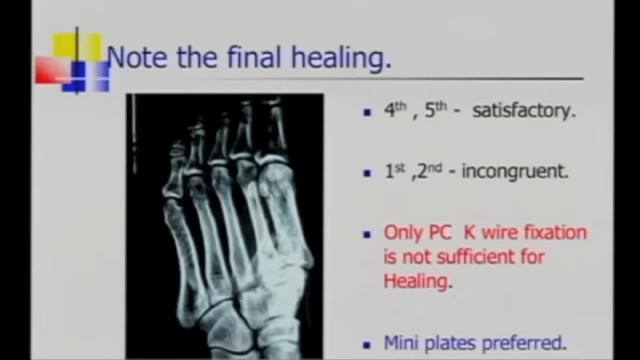 Note the final healing.
4th , 5th - satisfactory.
1st ,2nd - incongruent.
Only PC K wire fixation
is not sufficient for
Healing.
Mini plates preferred.